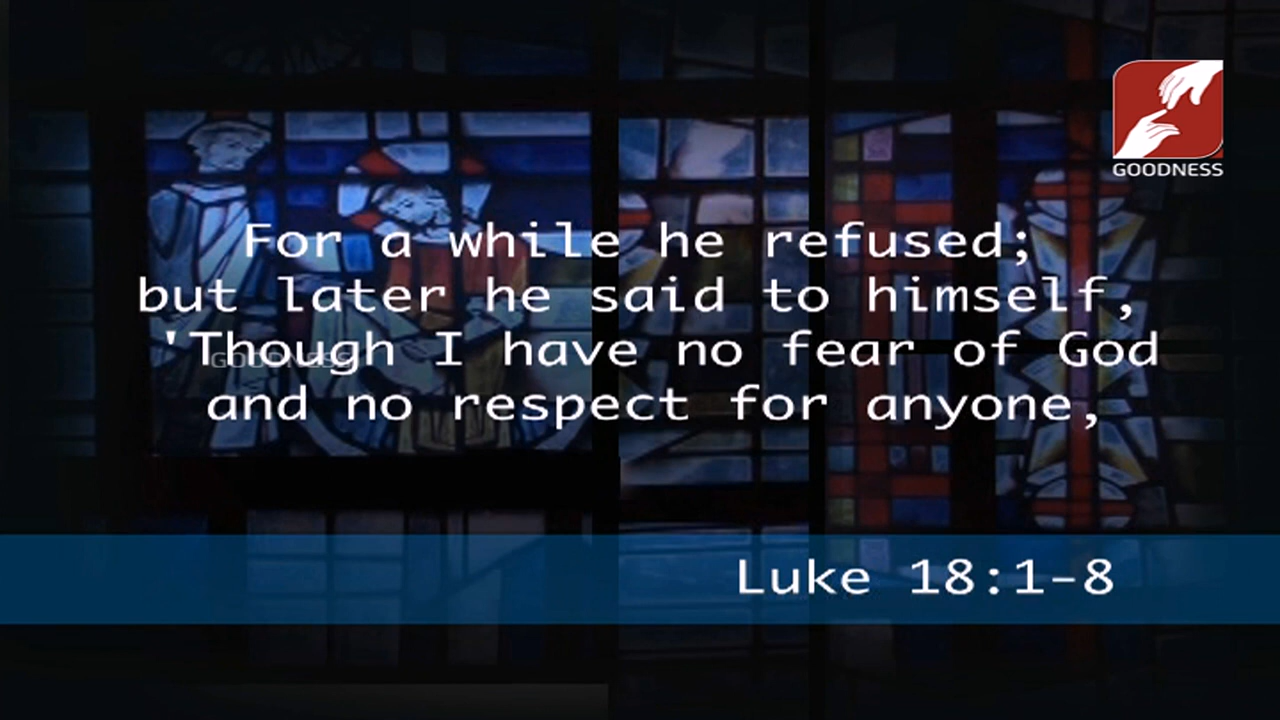 GOODNESS
For a while he refused;
but later he said to himself,
'Though I have no fear of God
GOODNESS
and no respect for anyone,
Luke 18:1-8